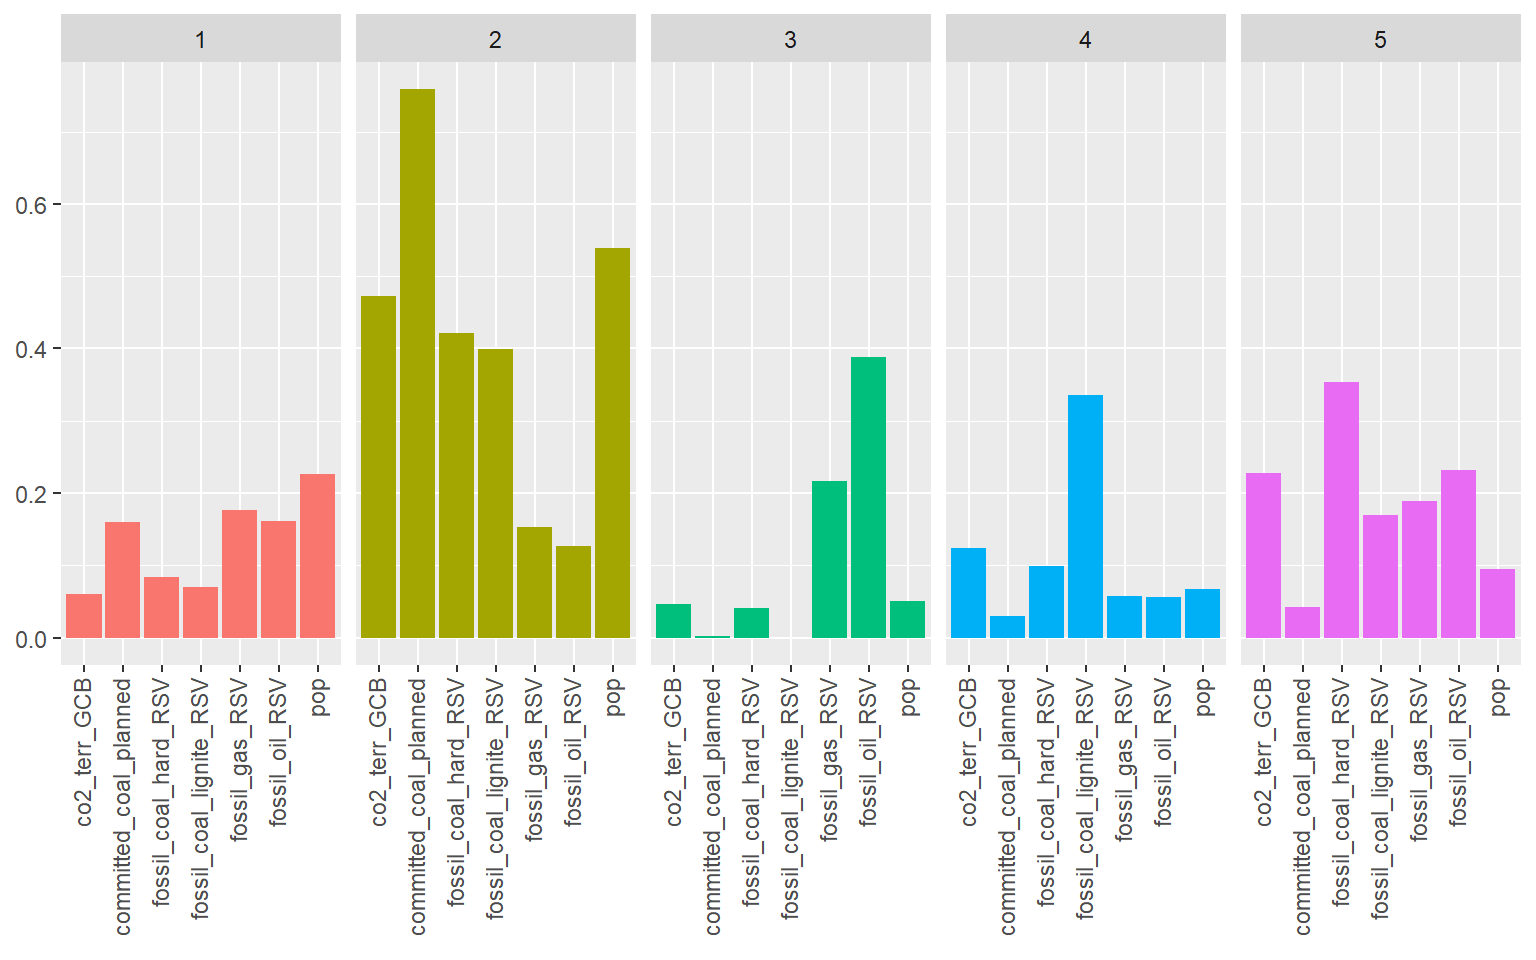 1
2
3
4
5
0.6
0.4
0.2
0.0
co2_terr_GCB
committed_coal_planned
fossil_coal_hard_RSV
fossil_coal_lignite_RSV
fossil_gas_RSV
fossil_oil_RSV
pop
co2_terr_GCB
committed_coal_planned
fossil_coal_hard_RSV
fossil_coal_lignite_RSV
fossil_gas_RSV
fossil_oil_RSV
pop
co2_terr_GCB
committed_coal_planned
fossil_coal_hard_RSV
fossil_coal_lignite_RSV
fossil_gas_RSV
fossil_oil_RSV
pop
co2_terr_GCB
committed_coal_planned
fossil_coal_hard_RSV
fossil_coal_lignite_RSV
fossil_gas_RSV
fossil_oil_RSV
pop
co2_terr_GCB
committed_coal_planned
fossil_coal_hard_RSV
fossil_coal_lignite_RSV
fossil_gas_RSV
fossil_oil_RSV
pop